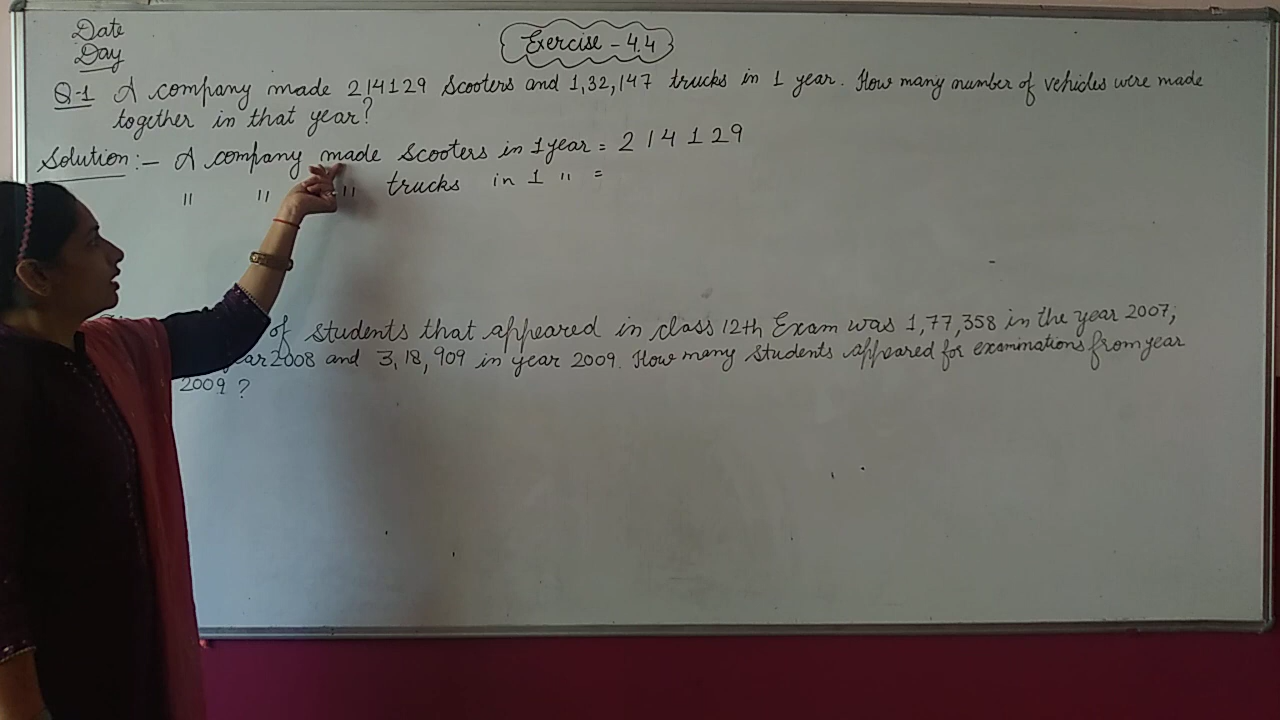 Date
Day
Exercise - 4.4
Q-1 A company made 214129 Scooters and 1,32,147 trucks in 1 year. How many number of vehicles were made
together in that year?
Solution:- A company made Scooters in 1 year = 214129
" " " trucks in 1 " =
of students that appeared in class 12th Exam was 1,77,358 in the year 2007,
2008 and 3,18,909 in year 2009. How many students appeared for examinations from year
2009 ?